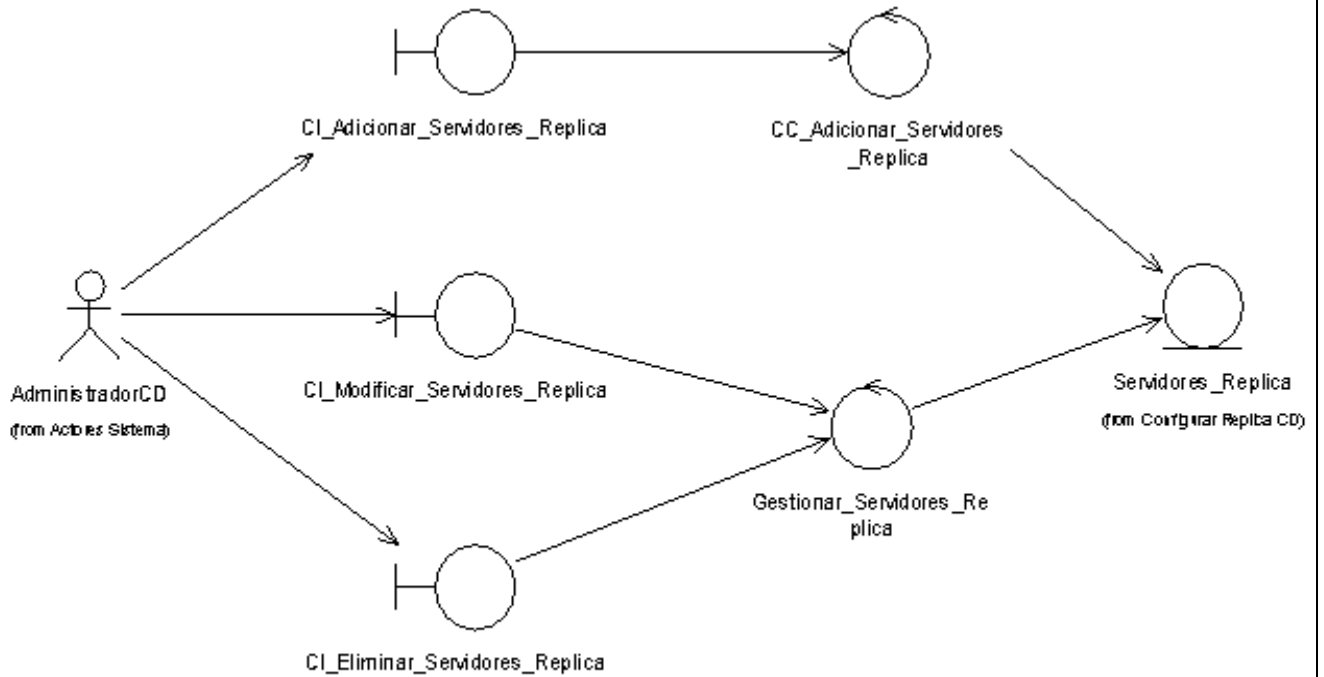 CI_Adicionar_Servidores_Replica
CC_Adicionar_Servidores
_Replica
AdministradorCD
(from Actores Sistema)
CI_Modificar_Servidores_Replica
Servidores_Replica
(from Configurar Replica CD)
Gestionar_Servidores_Re
plica
CI_Eliminar_Servidores_Replica